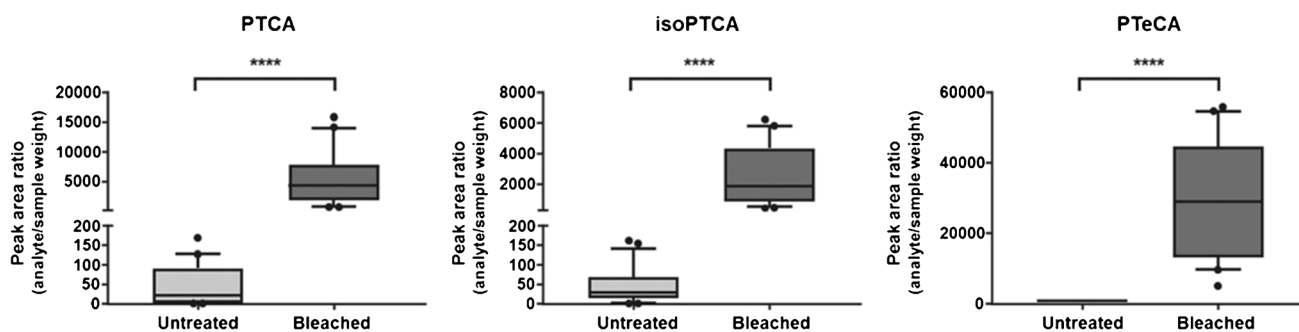 PTCA
****
Peak area ratio
(analyte/sample weight)
20000
15000
10000
5000
200
150
100
50
0
Untreated
Bleached
isoPTCA
****
Peak area ratio
(analyte/sample weight)
8000
6000
4000
2000
200
150
100
50
0
Untreated
Bleached
PTeCA
****
Peak area ratio
(analyte/sample weight)
60000
40000
20000
0
Untreated
Bleached